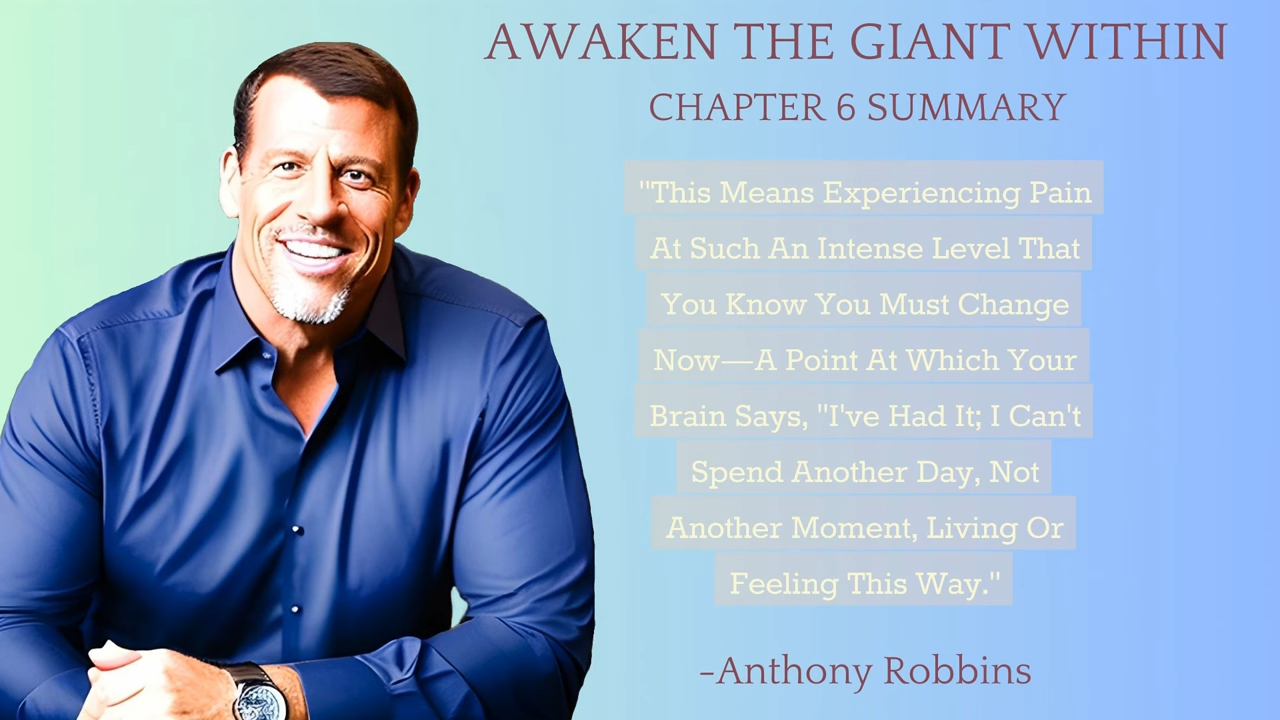 AWAKEN THE GIANT WITHIN
CHAPTER 6 SUMMARY
"This Means Experiencing Pain
At Such An Intense Level That
You Know You Must Change
Now—A Point At Which Your
Brain Says, "I've Had It; I Can't
Spend Another Day, Not
Another Moment, Living Or
Feeling This Way."
–Anthony Robbins